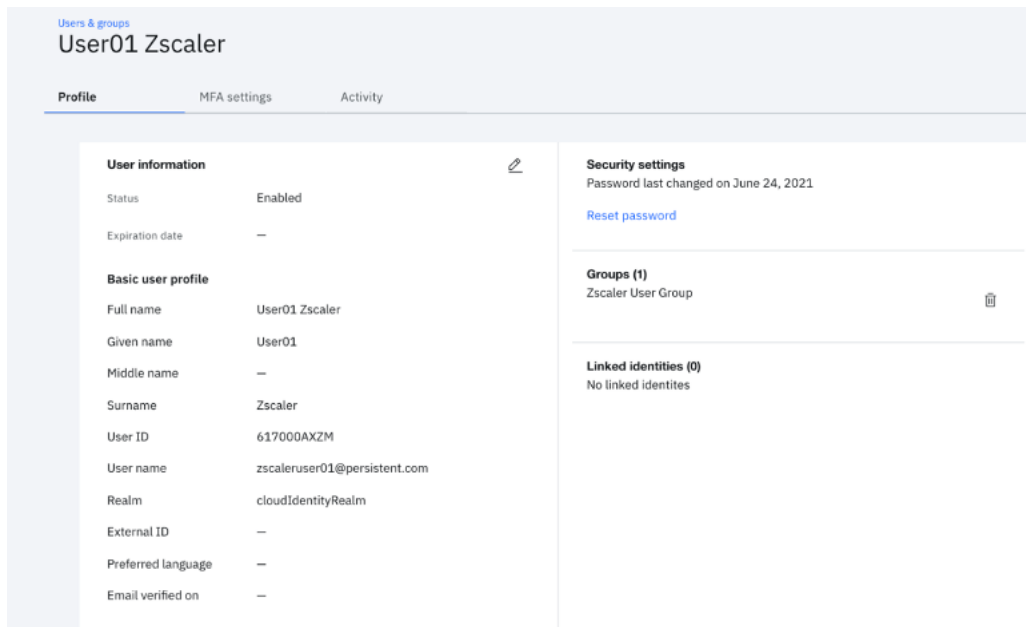 Users & groups
User01 Zscaler
Profile MFA settings Activity
User information
Status Enabled
Expiration date —
Basic user profile
Full name User01 Zscaler
Given name User01
Middle name —
Surname Zscaler
User ID 617000AXZM
User name zscaleruser01@persistent.com
Realm cloudIdentityRealm
External ID —
Preferred language —
Email verified on —
Security settings
Password last changed on June 24, 2021
Reset password
Groups (1)
Zscaler User Group
Linked identities (0)
No linked identites